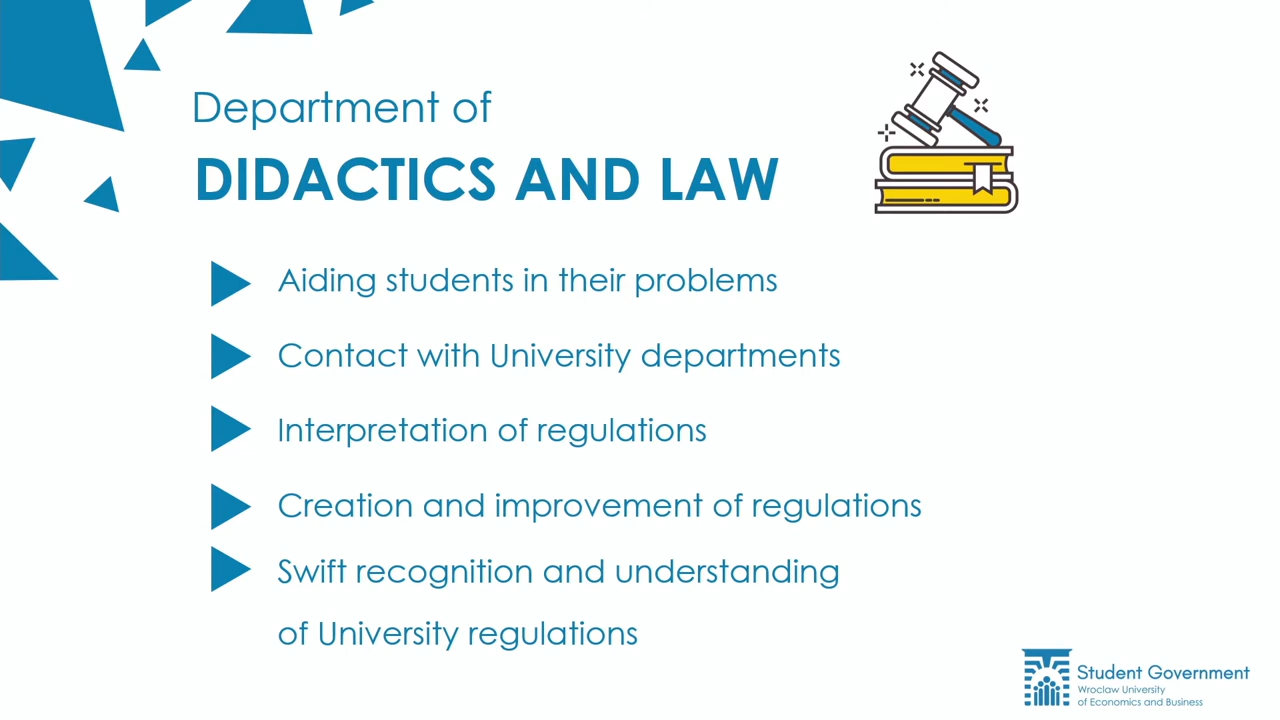 Department of
DIDACTICS AND LAW
Aiding students in their problems
Contact with University departments
Interpretation of regulations
Creation and improvement of regulations
Swift recognition and understanding
of University regulations
Student Government
Wroclaw University
of Economics and Business